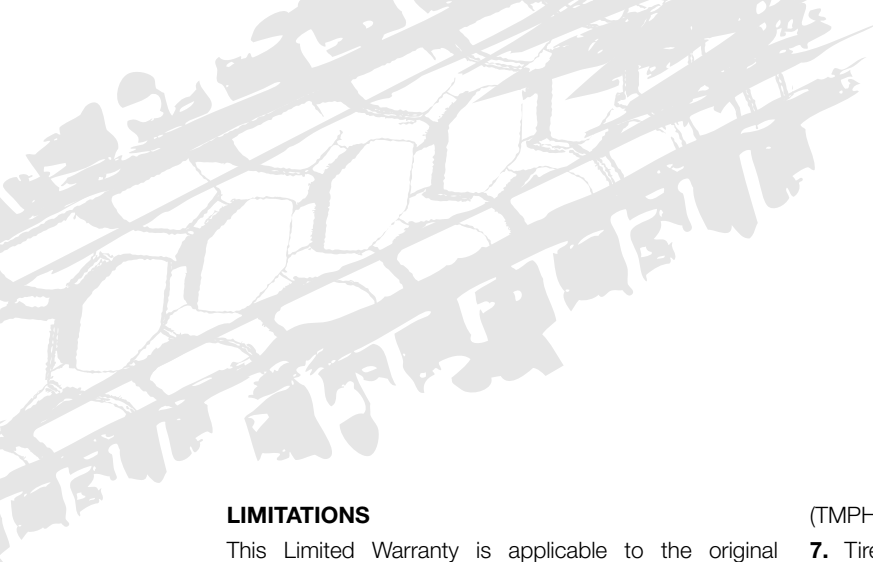 LIMITATIONS
This Limited Warranty is applicable to the original
(TMPH
7. Tire